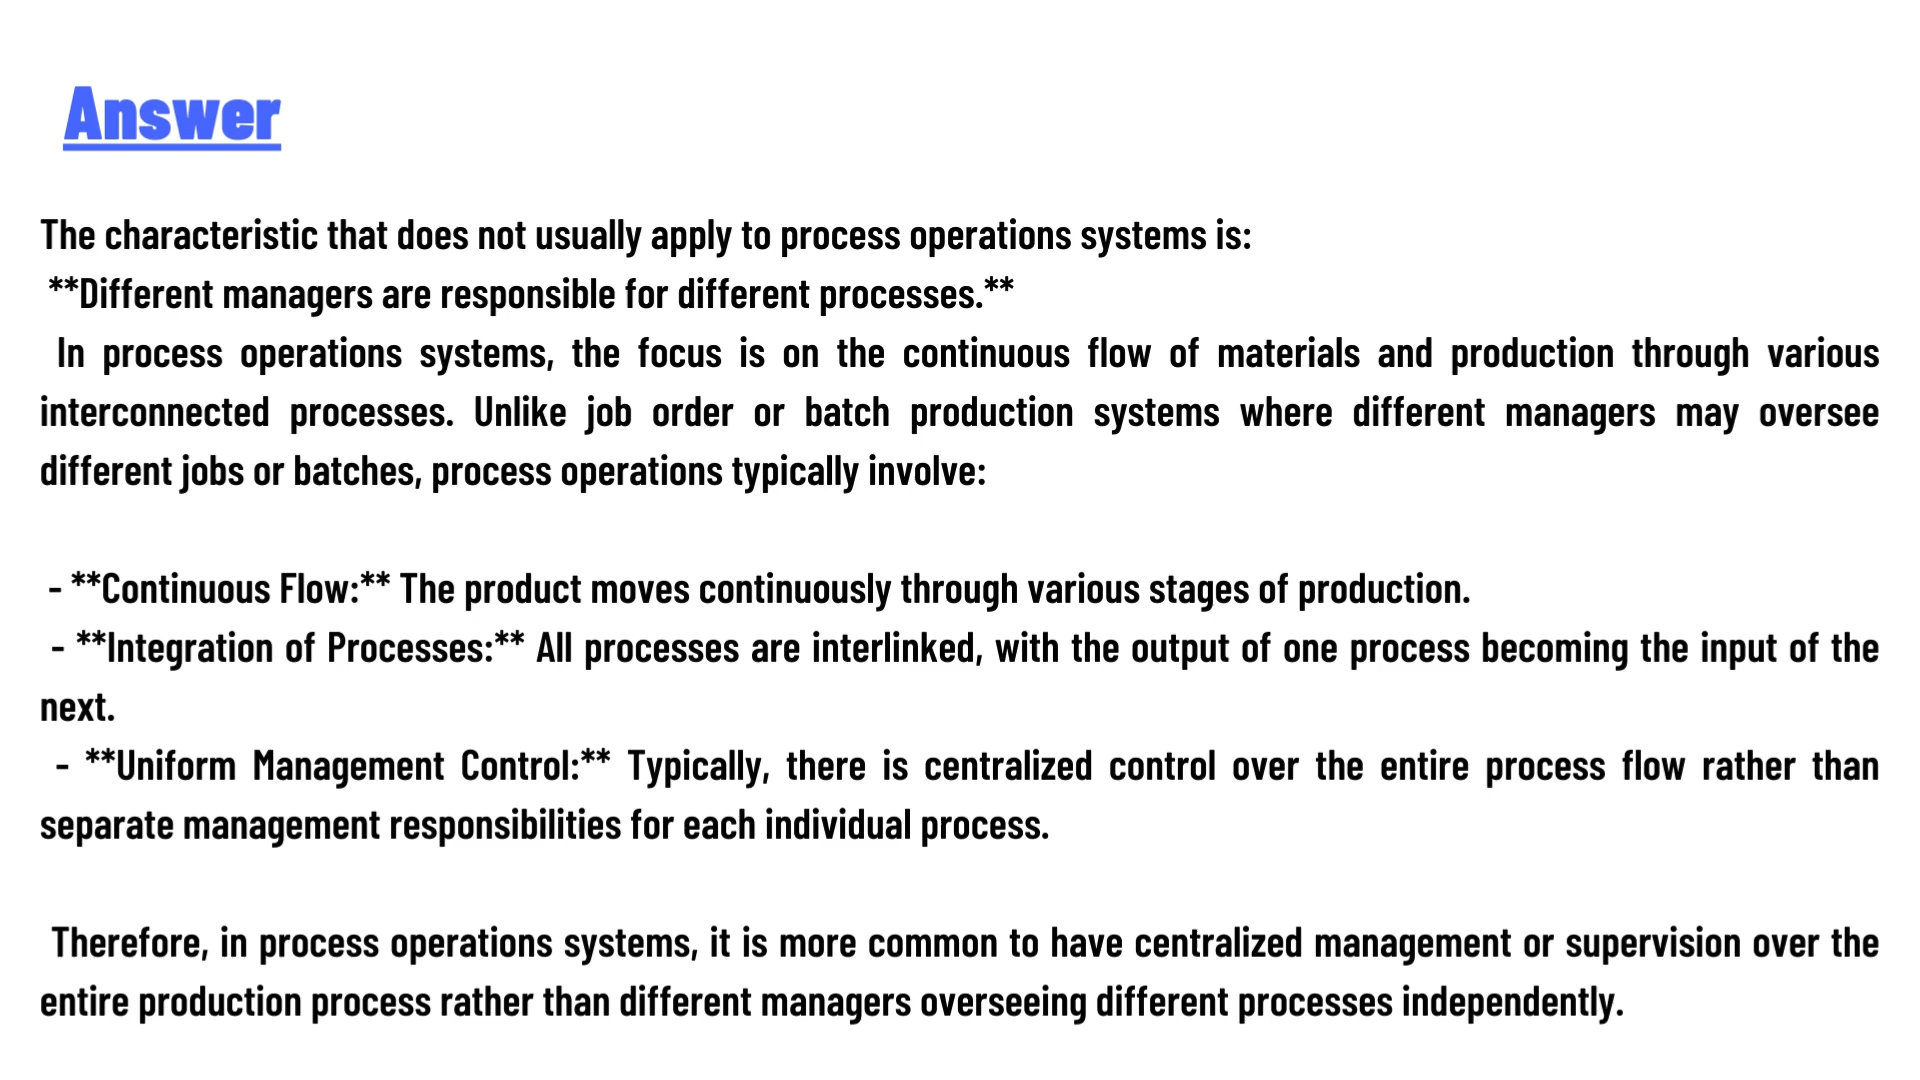 Answer
The characteristic that does not usually apply to process operations systems is:
**Different managers are responsible for different processes.**
In process operations systems, the focus is on the continuous flow of materials and production through various
interconnected processes. Unlike job order or batch production systems where different managers may oversee
different jobs or batches, process operations typically involve:
- **Continuous Flow:** The product moves continuously through various stages of production.
- **Integration of Processes:** All processes are interlinked, with the output of one process becoming the input of the
next.
- **Uniform Management Control:** Typically, there is centralized control over the entire process flow rather than
separate management responsibilities for each individual process.
Therefore, in process operations systems, it is more common to have centralized management or supervision over the
entire production process rather than different managers overseeing different processes independently.